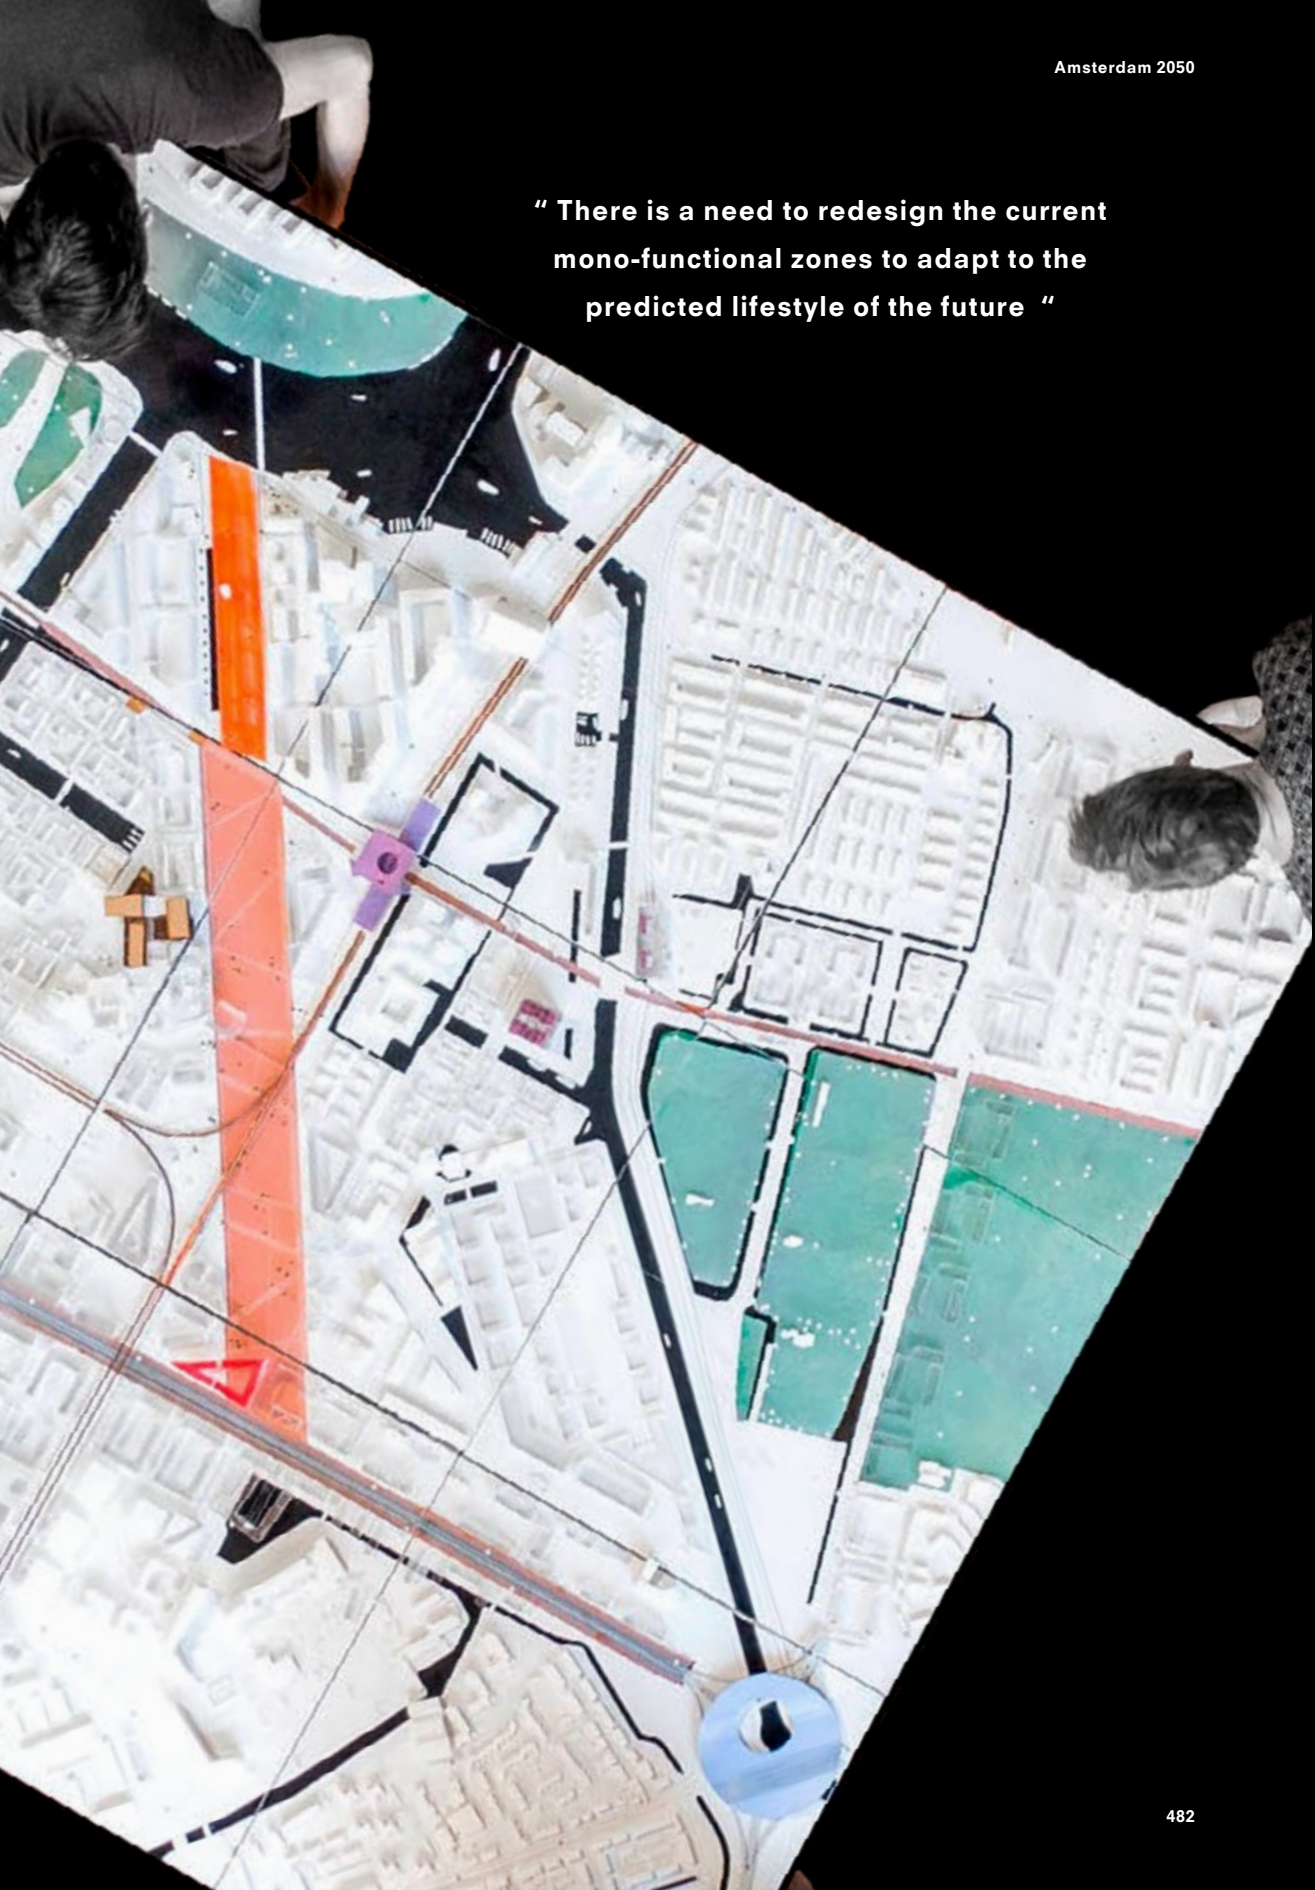 Amsterdam 2050
“ There is a need to redesign the current
mono-functional zones to adapt to the
predicted lifestyle of the future “
482